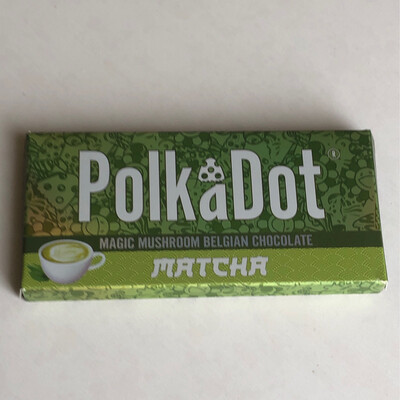 PolkaDot®
MAGIC MUSHROOM BELGIAN CHOCOLATE
MATCHA